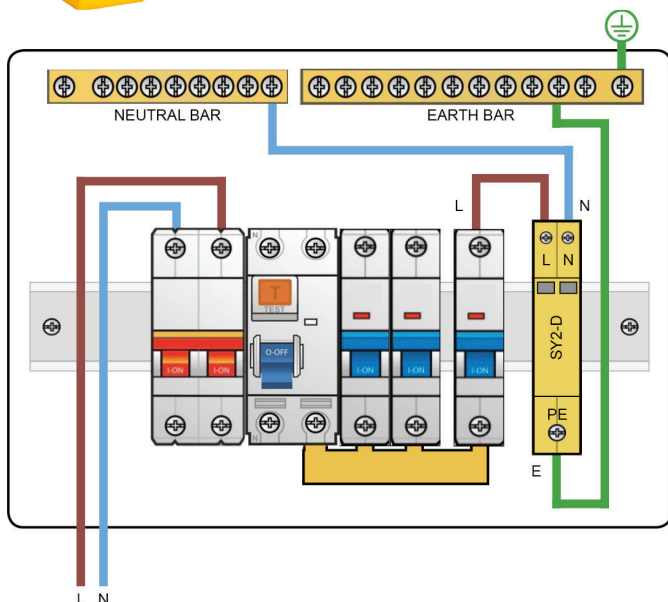 NEUTRAL BAR
EARTH BAR
L
N
N
T
TEST
O-OFF
I-ON
I-ON
I-ON
I-ON
I-ON
N
L N
SY2-D
PE
E
L N